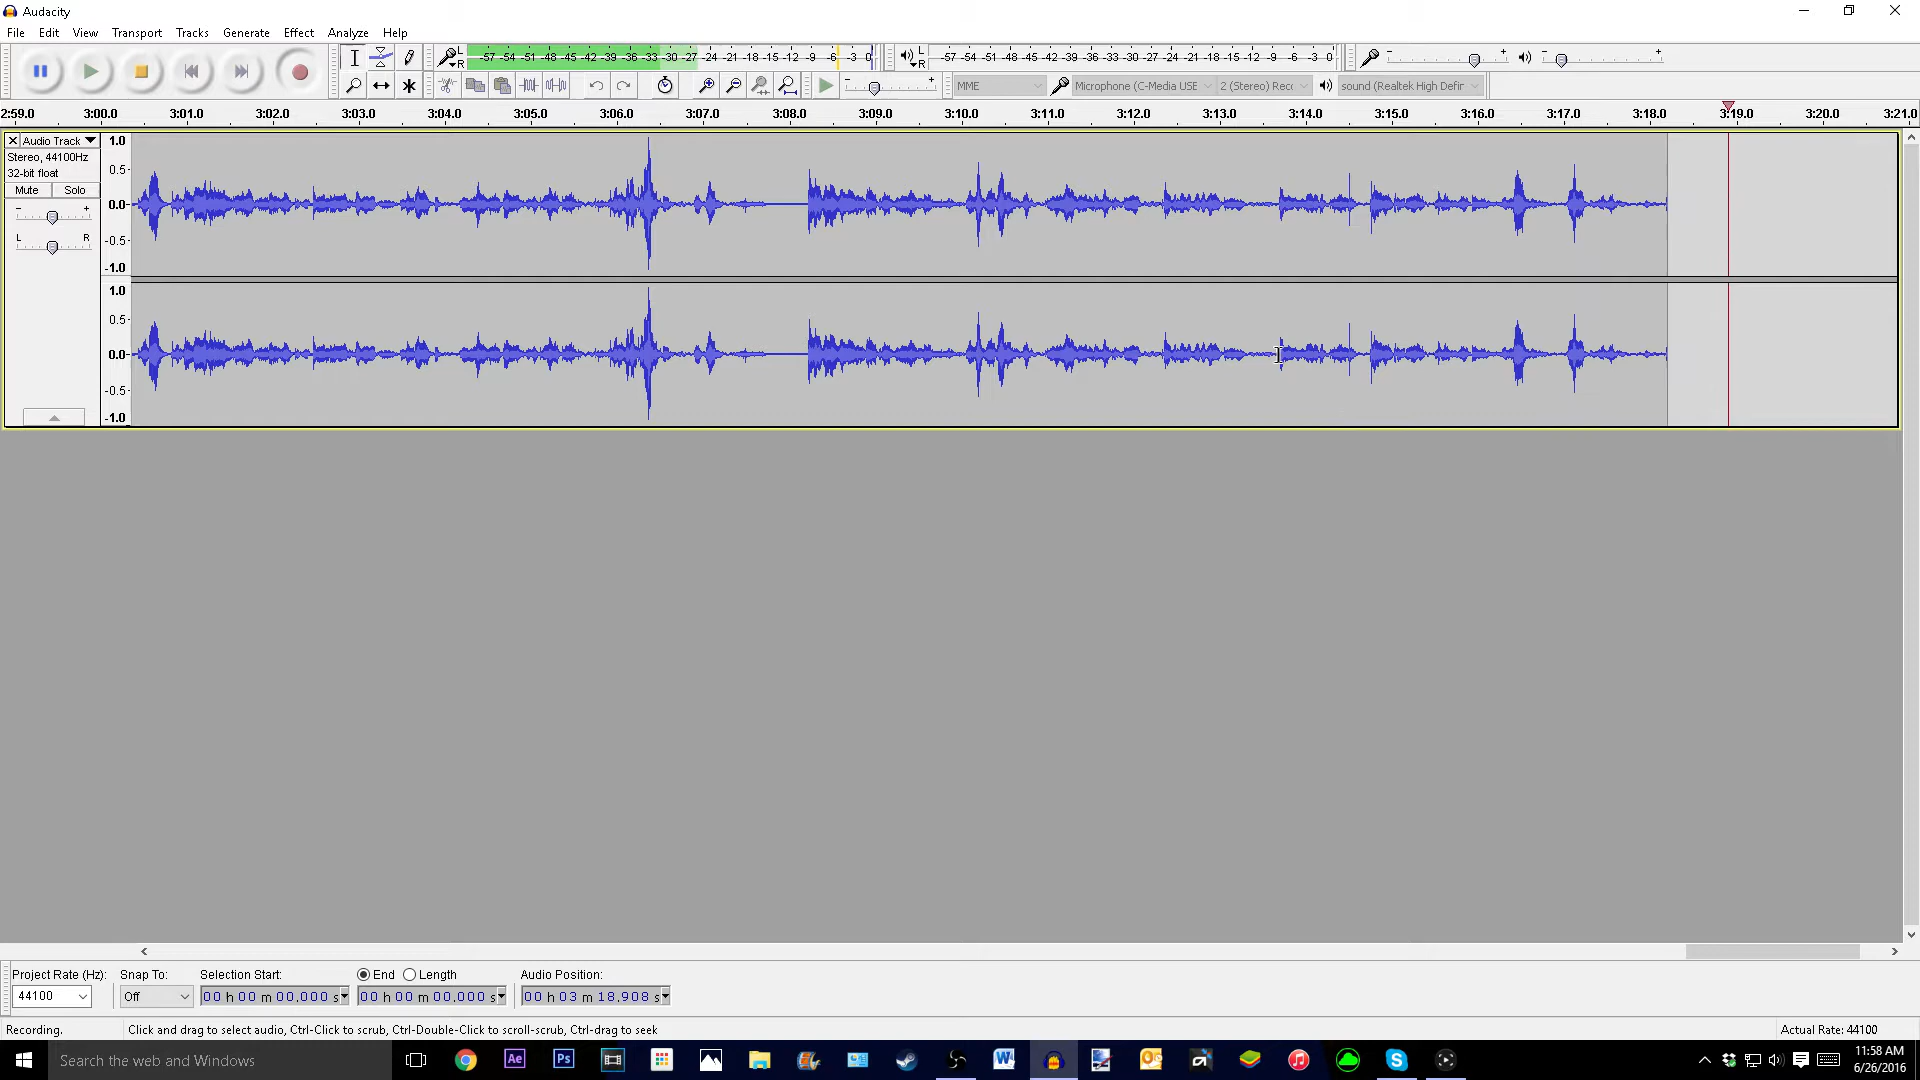 Audacity
File Edit View Transport Tracks Generate Effect Analyze Help
L R -57 -54 -51 -48 -45 -42 -39 -36 -33 -30 -27 -24 -21 -18 -15 -12 -9 -6 -3 0 L R -57 -54 -51 -48 -45 -42 -39 -36 -33 -30 -27 -24 -21 -18 -15 -12 -9 -6 -3 0 - + - +
- + MME Microphone (C-Media USE 2 (Stereo) Recr sound (Realtek High Defir
2:59.0 3:00.0 3:01.0 3:02.0 3:03.0 3:04.0 3:05.0 3:06.0 3:07.0 3:08.0 3:09.0 3:10.0 3:11.0 3:12.0 3:13.0 3:14.0 3:15.0 3:16.0 3:17.0 3:18.0 3:19.0 3:20.0 3:21.0
Audio Track 1.0
Stereo, 44100Hz
32-bit float 0.5
Mute Solo
- + 0.0
L R -0.5
-1.0
1.0
0.5
0.0
-0.5
-1.0
Project Rate (Hz): Snap To: Selection Start: End Length Audio Position:
44100 Off 00 h 00 m 00.000 s 00 h 00 m 00.000 s 00 h 03 m 18.908 s
Recording. Click and drag to select audio, Ctrl-Click to scrub, Ctrl-Double-Click to scroll-scrub, Ctrl-drag to seek Actual Rate: 44100
Search the web and Windows Ae Ps 11:58 AM
6/26/2016